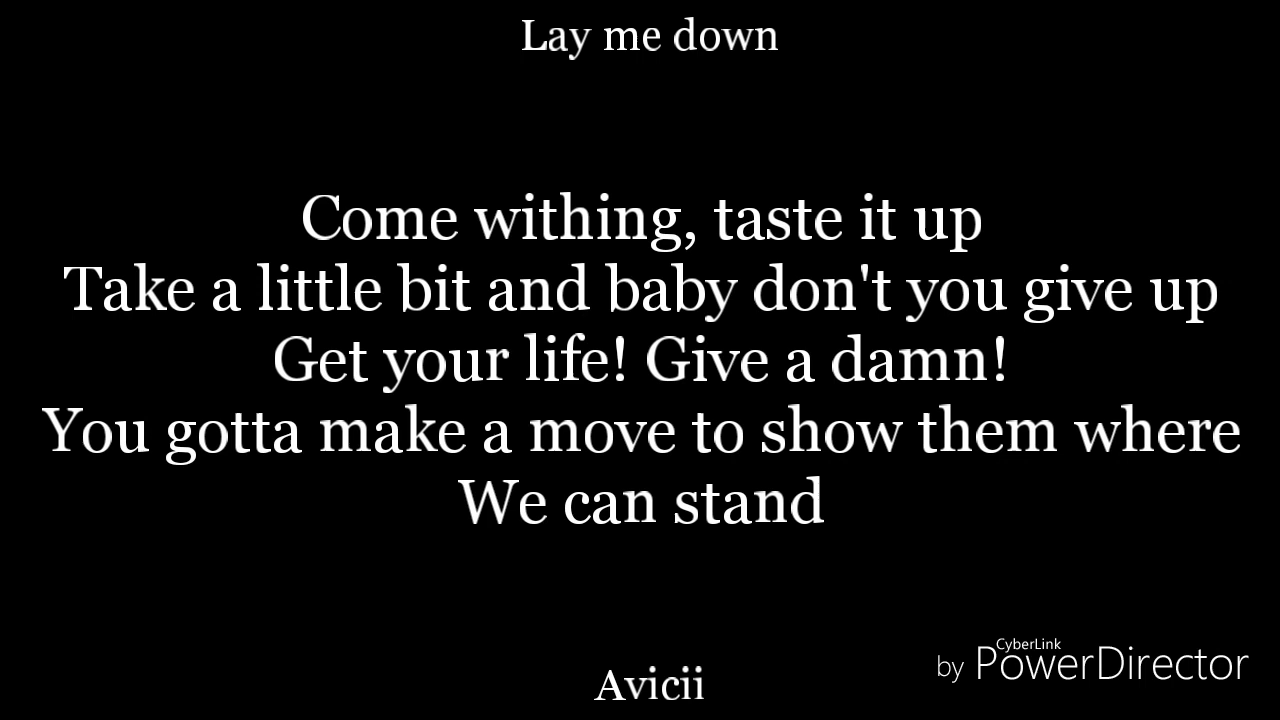 Lay me down
Come withing, taste it up
Take a little bit and baby don't you give up
Get your life! Give a damn!
You gotta make a move to show them where
We can stand
Avicii
by CyberLink PowerDirector